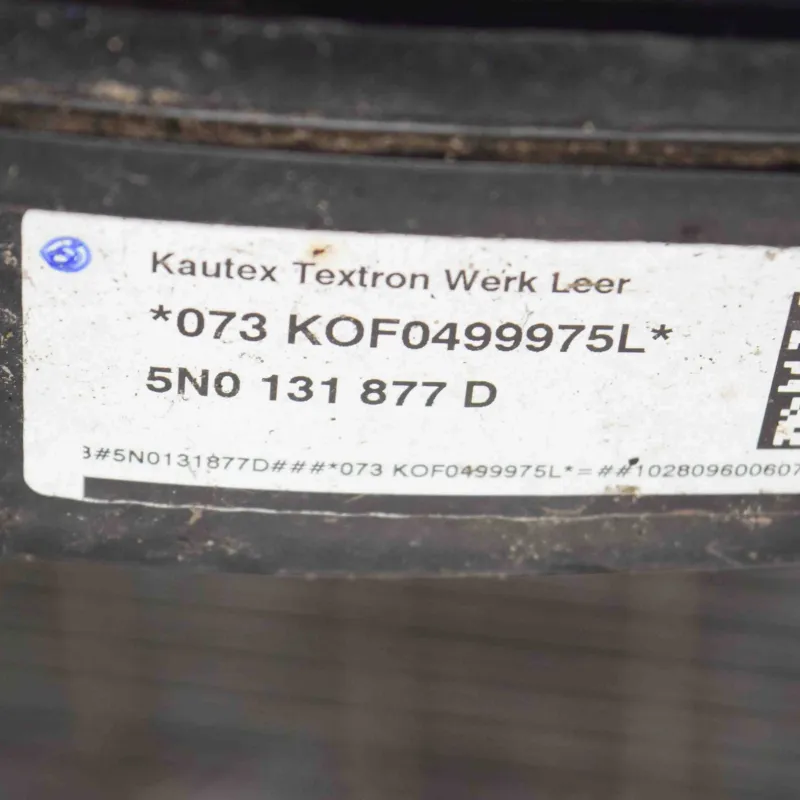 Kautex Textron Werk Leer
*073 KOF0499975L*
5N0 131 877 D
3#5N0131877D###*073 KOF0499975L*=##102809600607